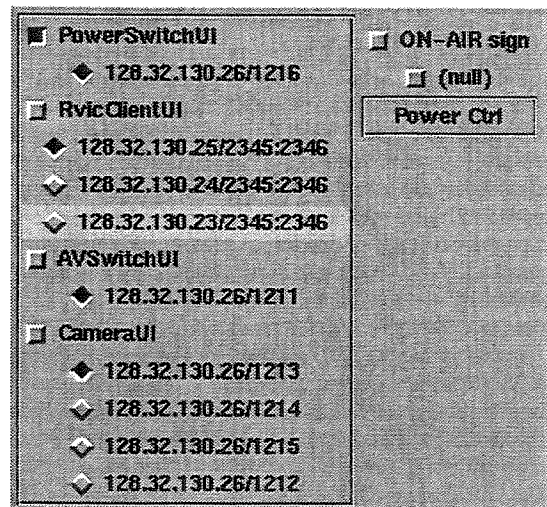 PowerSwitchUI
128.32.130.26/1216
RvicClientUI
128.32.130.25/2345:2346
128.32.130.24/2345:2346
128.32.130.23/2345:2346
AVSwitchUI
128.32.130.26/1211
CameraUI
128.32.130.26/1213
128.32.130.26/1214
128.32.130.26/1215
128.32.130.26/1212
ON-AIR sign
(null)
Power Ctrl